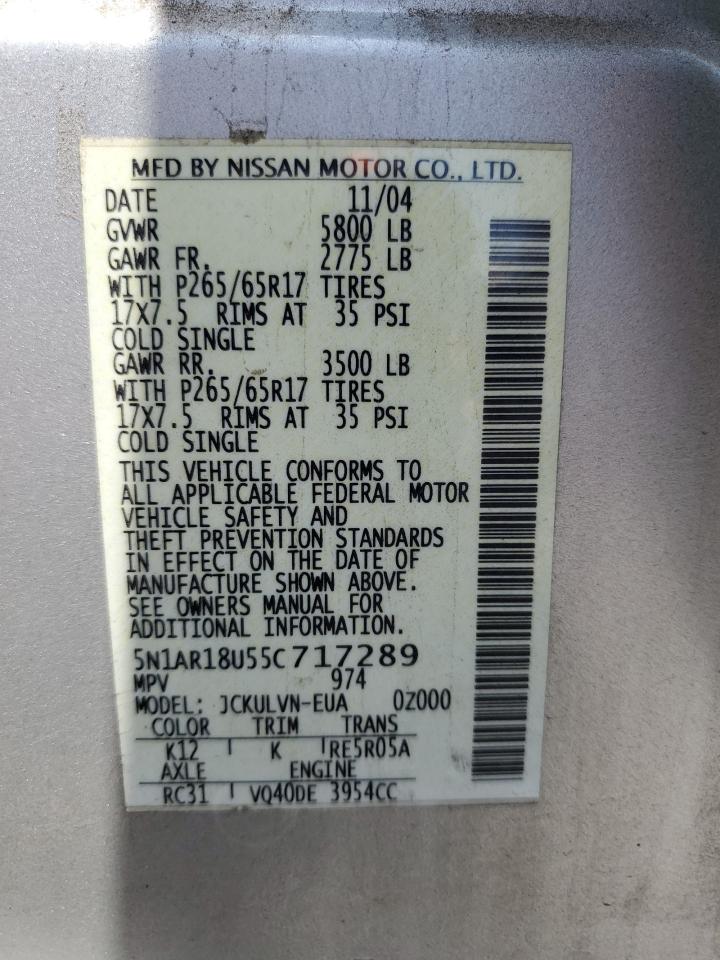 MFD BY NISSAN MOTOR CO., LTD.
DATE 11/04
GVWR 5800 LB
GAWR FR. 2775 LB
WITH P265/65R17 TIRES
17X7.5 RIMS AT 35 PSI
COLD SINGLE
GAWR RR. 3500 LB
WITH P265/65R17 TIRES
17X7.5 RIMS AT 35 PSI
COLD SINGLE
THIS VEHICLE CONFORMS TO
ALL APPLICABLE FEDERAL MOTOR
VEHICLE SAFETY AND
THEFT PREVENTION STANDARDS
IN EFFECT ON THE DATE OF
MANUFACTURE SHOWN ABOVE.
SEE OWNERS MANUAL FOR
ADDITIONAL INFORMATION.
5N1AR18U55C717289
MPV 974
MODEL: JCKULVN-EUA 0Z000
COLOR TRIM TRANS
K12 K RE5R05A
AXLE ENGINE
RC31 VQ40DE 3954CC